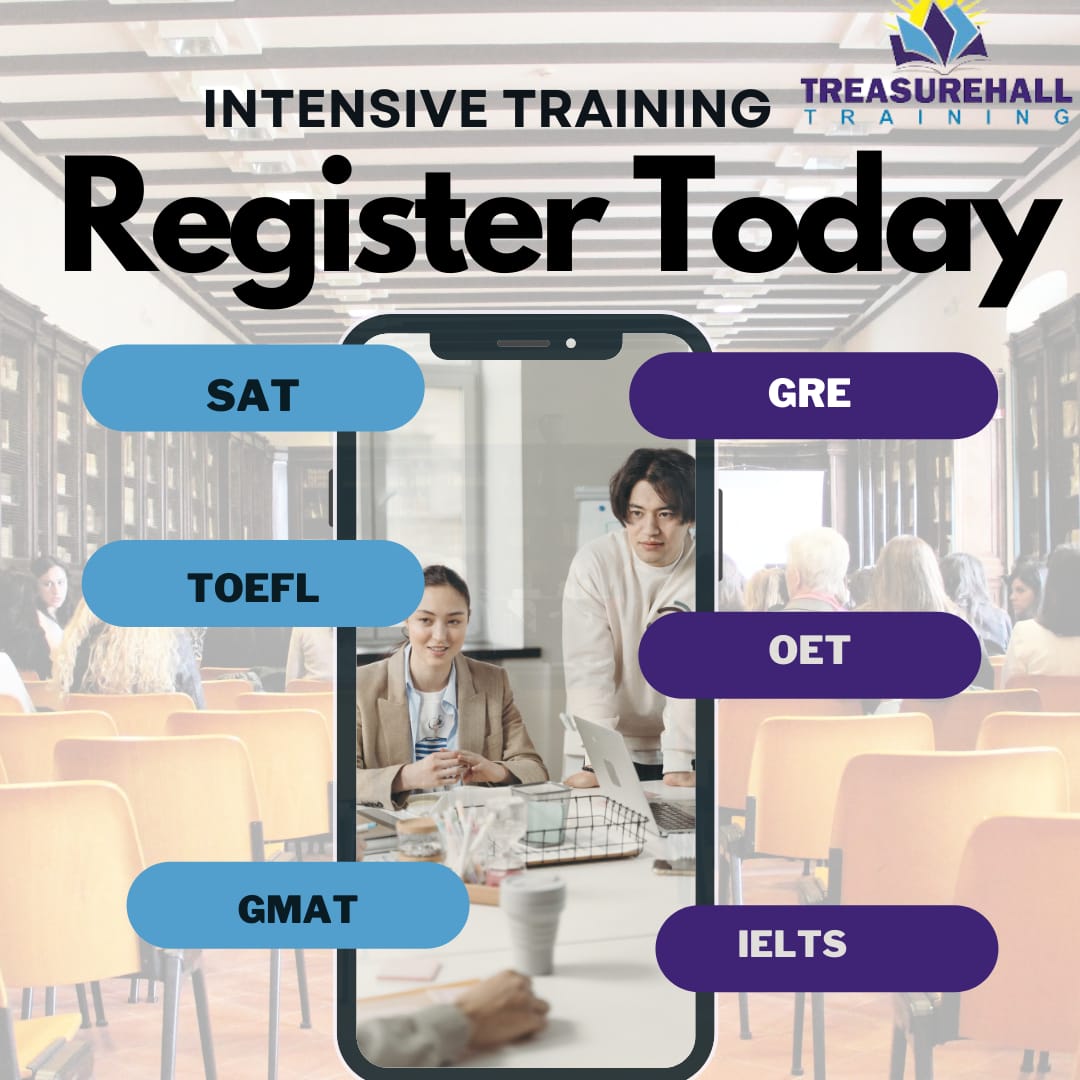 TREASUREHALL
TRAINING
INTENSIVE TRAINING
Register Today
SAT
GRE
TOEFL
OET
GMAT
IELTS